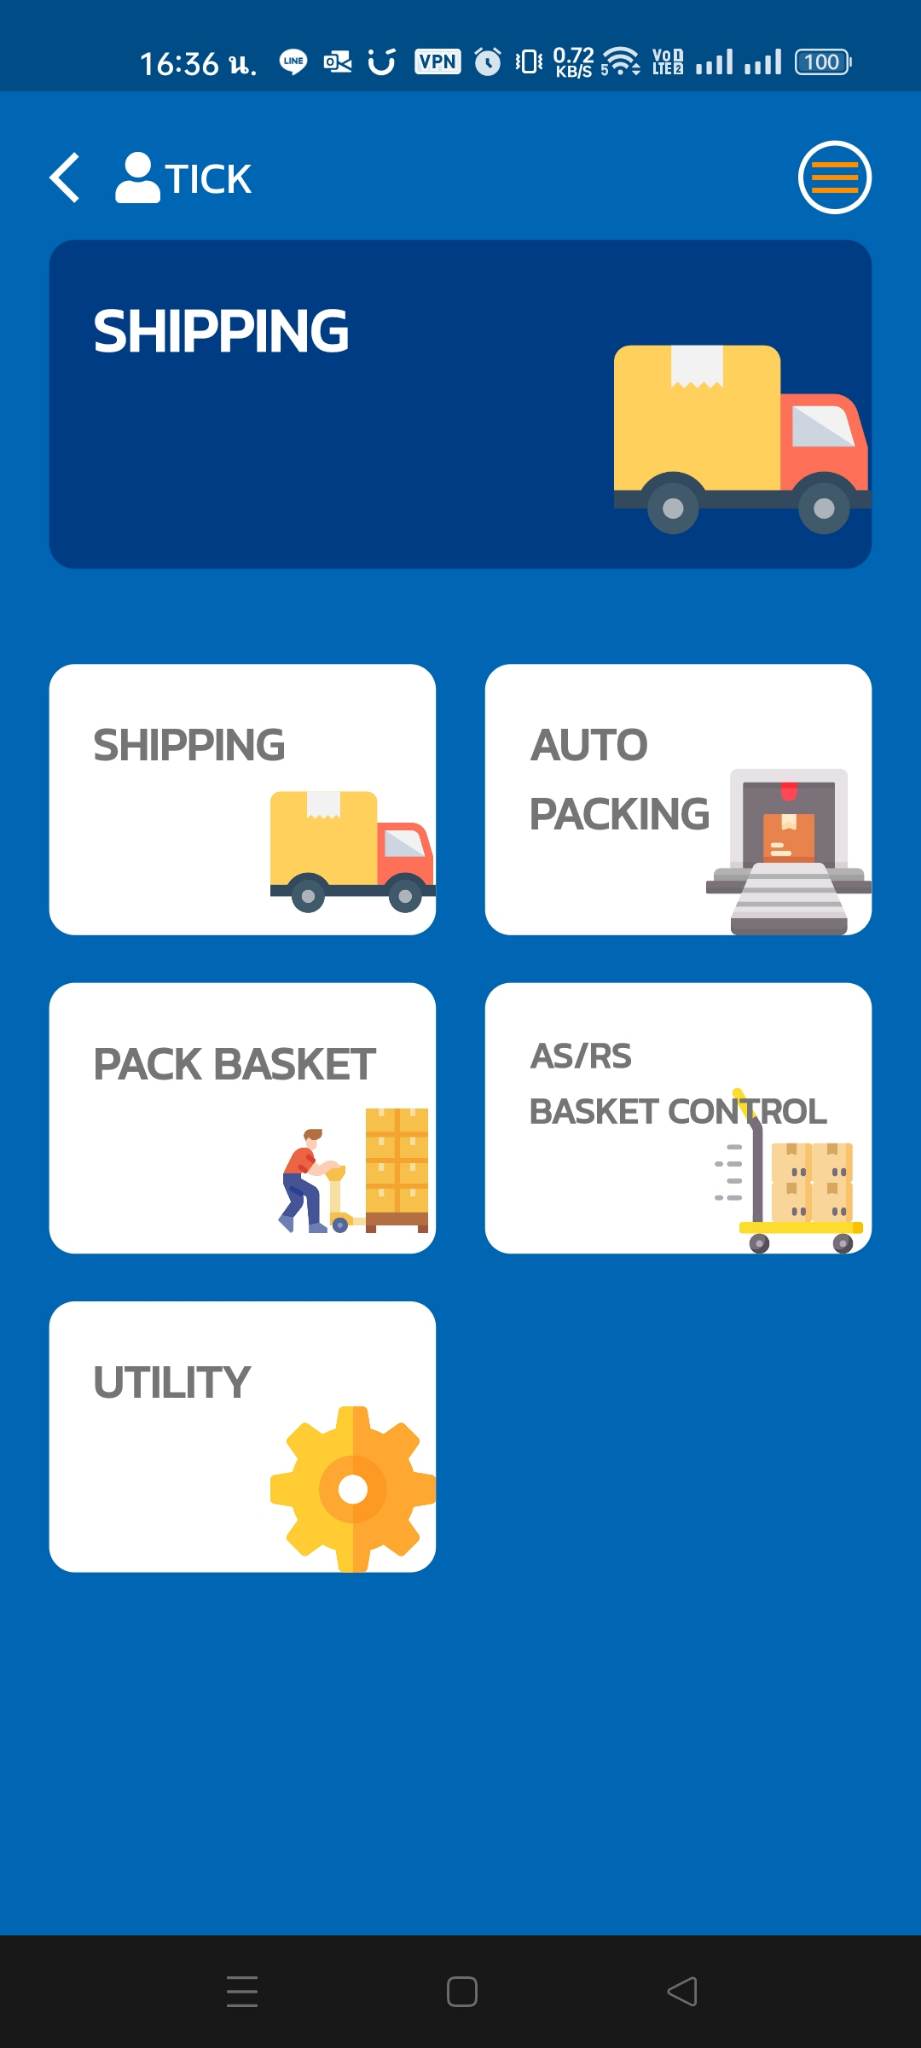 16:36 น. LINE VPN 0.72 KB/S 5 VoD LTE2 100
TICK
SHIPPING
SHIPPING
AUTO
PACKING
PACK BASKET
AS/RS
BASKET CONTROL
UTILITY